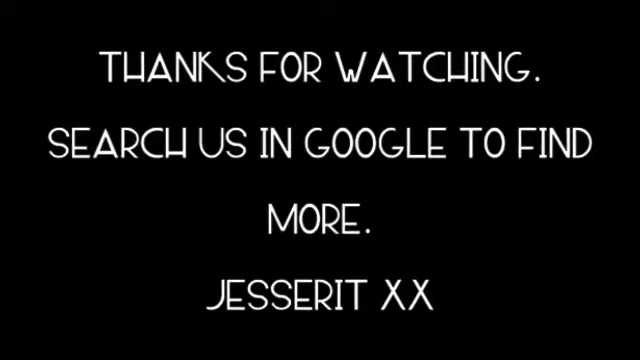 THANKS FOR WATCHING.
SEARCH US IN GOOGLE TO FIND
MORE.
JESSERIT XX